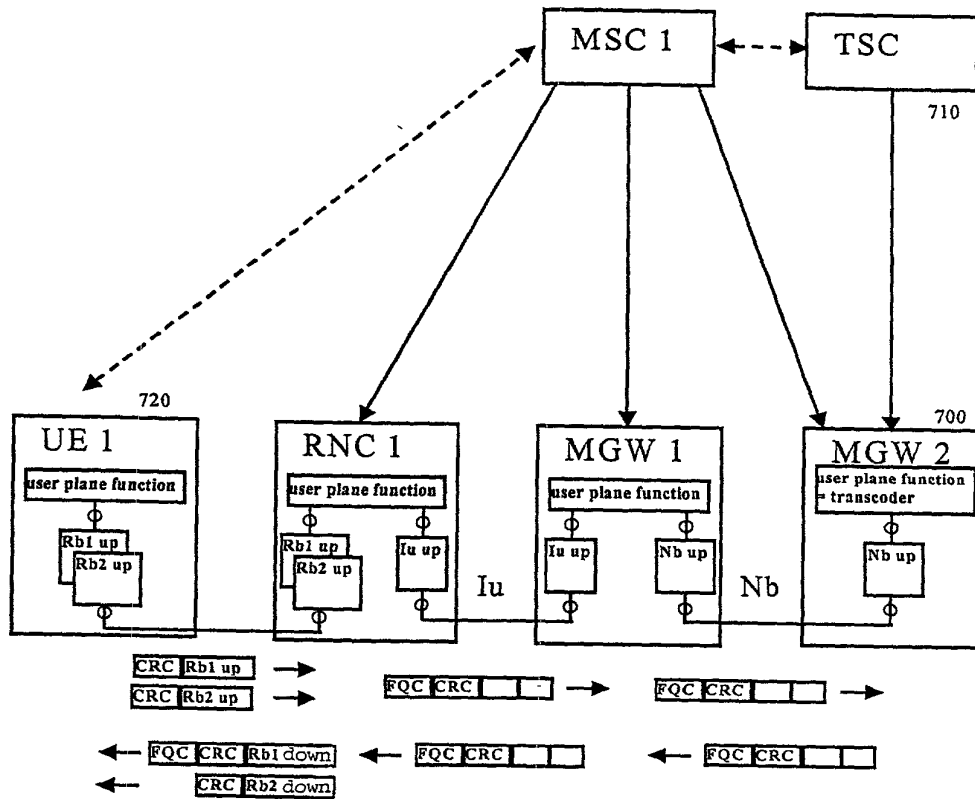 MSC 1
TSC
710
720
700
UE 1
RNC 1
MGW 1
MGW 2
user plane function
user plane function
user plane function
user plane function
= transcoder
Rb1 up
Rb2 up
Rb1 up
Rb2 up
Iu up
Iu
Iu up
Nb up
Nb
Nb up
CRC Rb1 up
CRC Rb2 up
FQC CRC
FQC CRC
FQC CRC Rb1 down
FQC CRC
FQC CRC
CRC Rb2 down